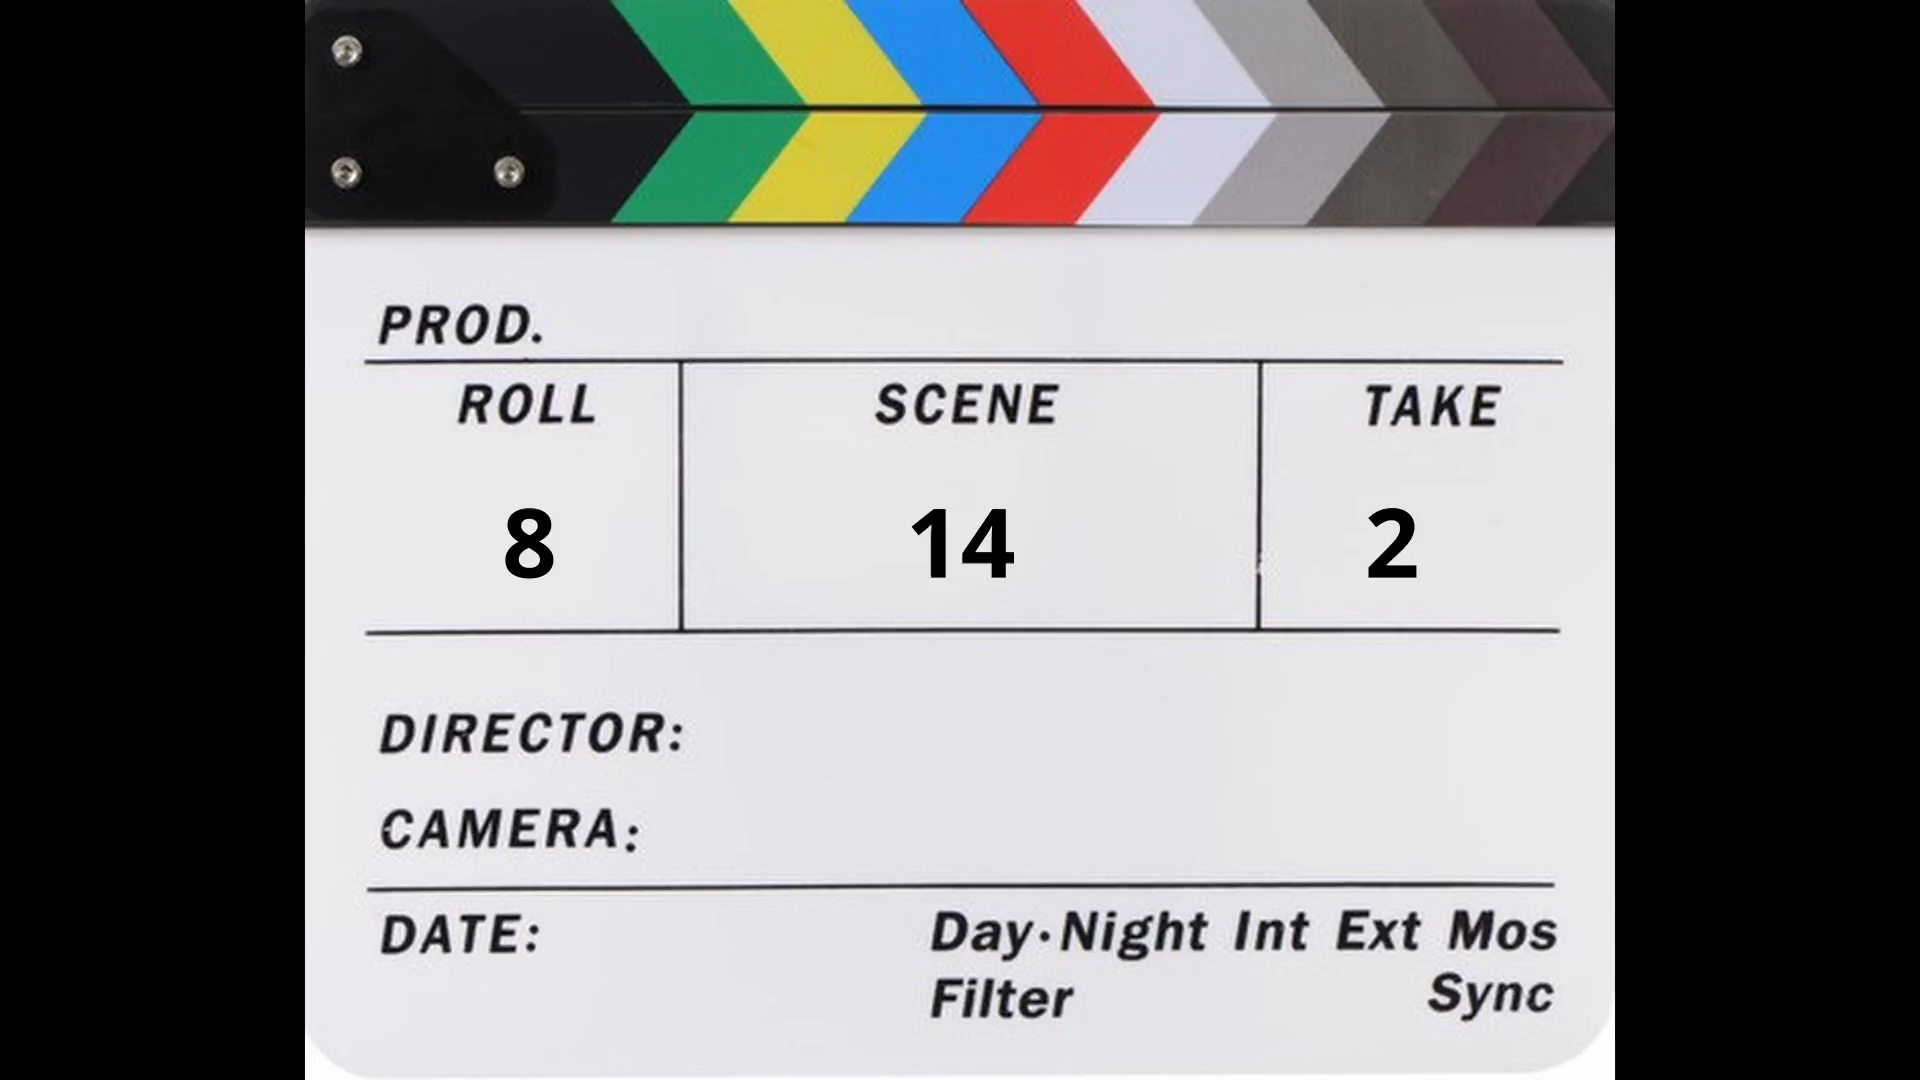 PROD.
ROLL SCENE TAKE
8 14 2
DIRECTOR:
CAMERA:
DATE: Day·Night Int Ext Mos
Filter Sync